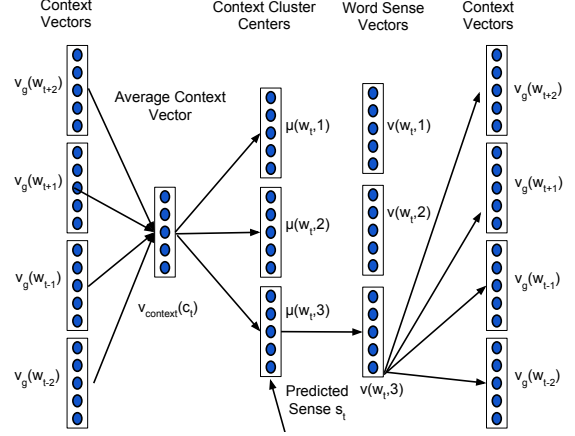 Context
Vectors
Context Cluster
Centers
Word Sense
Vectors
Context
Vectors
v_g(w_{t+2})
v_g(w_{t+1})
v_g(w_{t-1})
v_g(w_{t-2})
Average Context
Vector
v_{context}(c_t)
μ(w_t,1)
μ(w_t,2)
μ(w_t,3)
Predicted
Sense s_t
v(w_t,1)
v(w_t,2)
v(w_t,3)
v_g(w_{t+2})
v_g(w_{t+1})
v_g(w_{t-1})
v_g(w_{t-2})